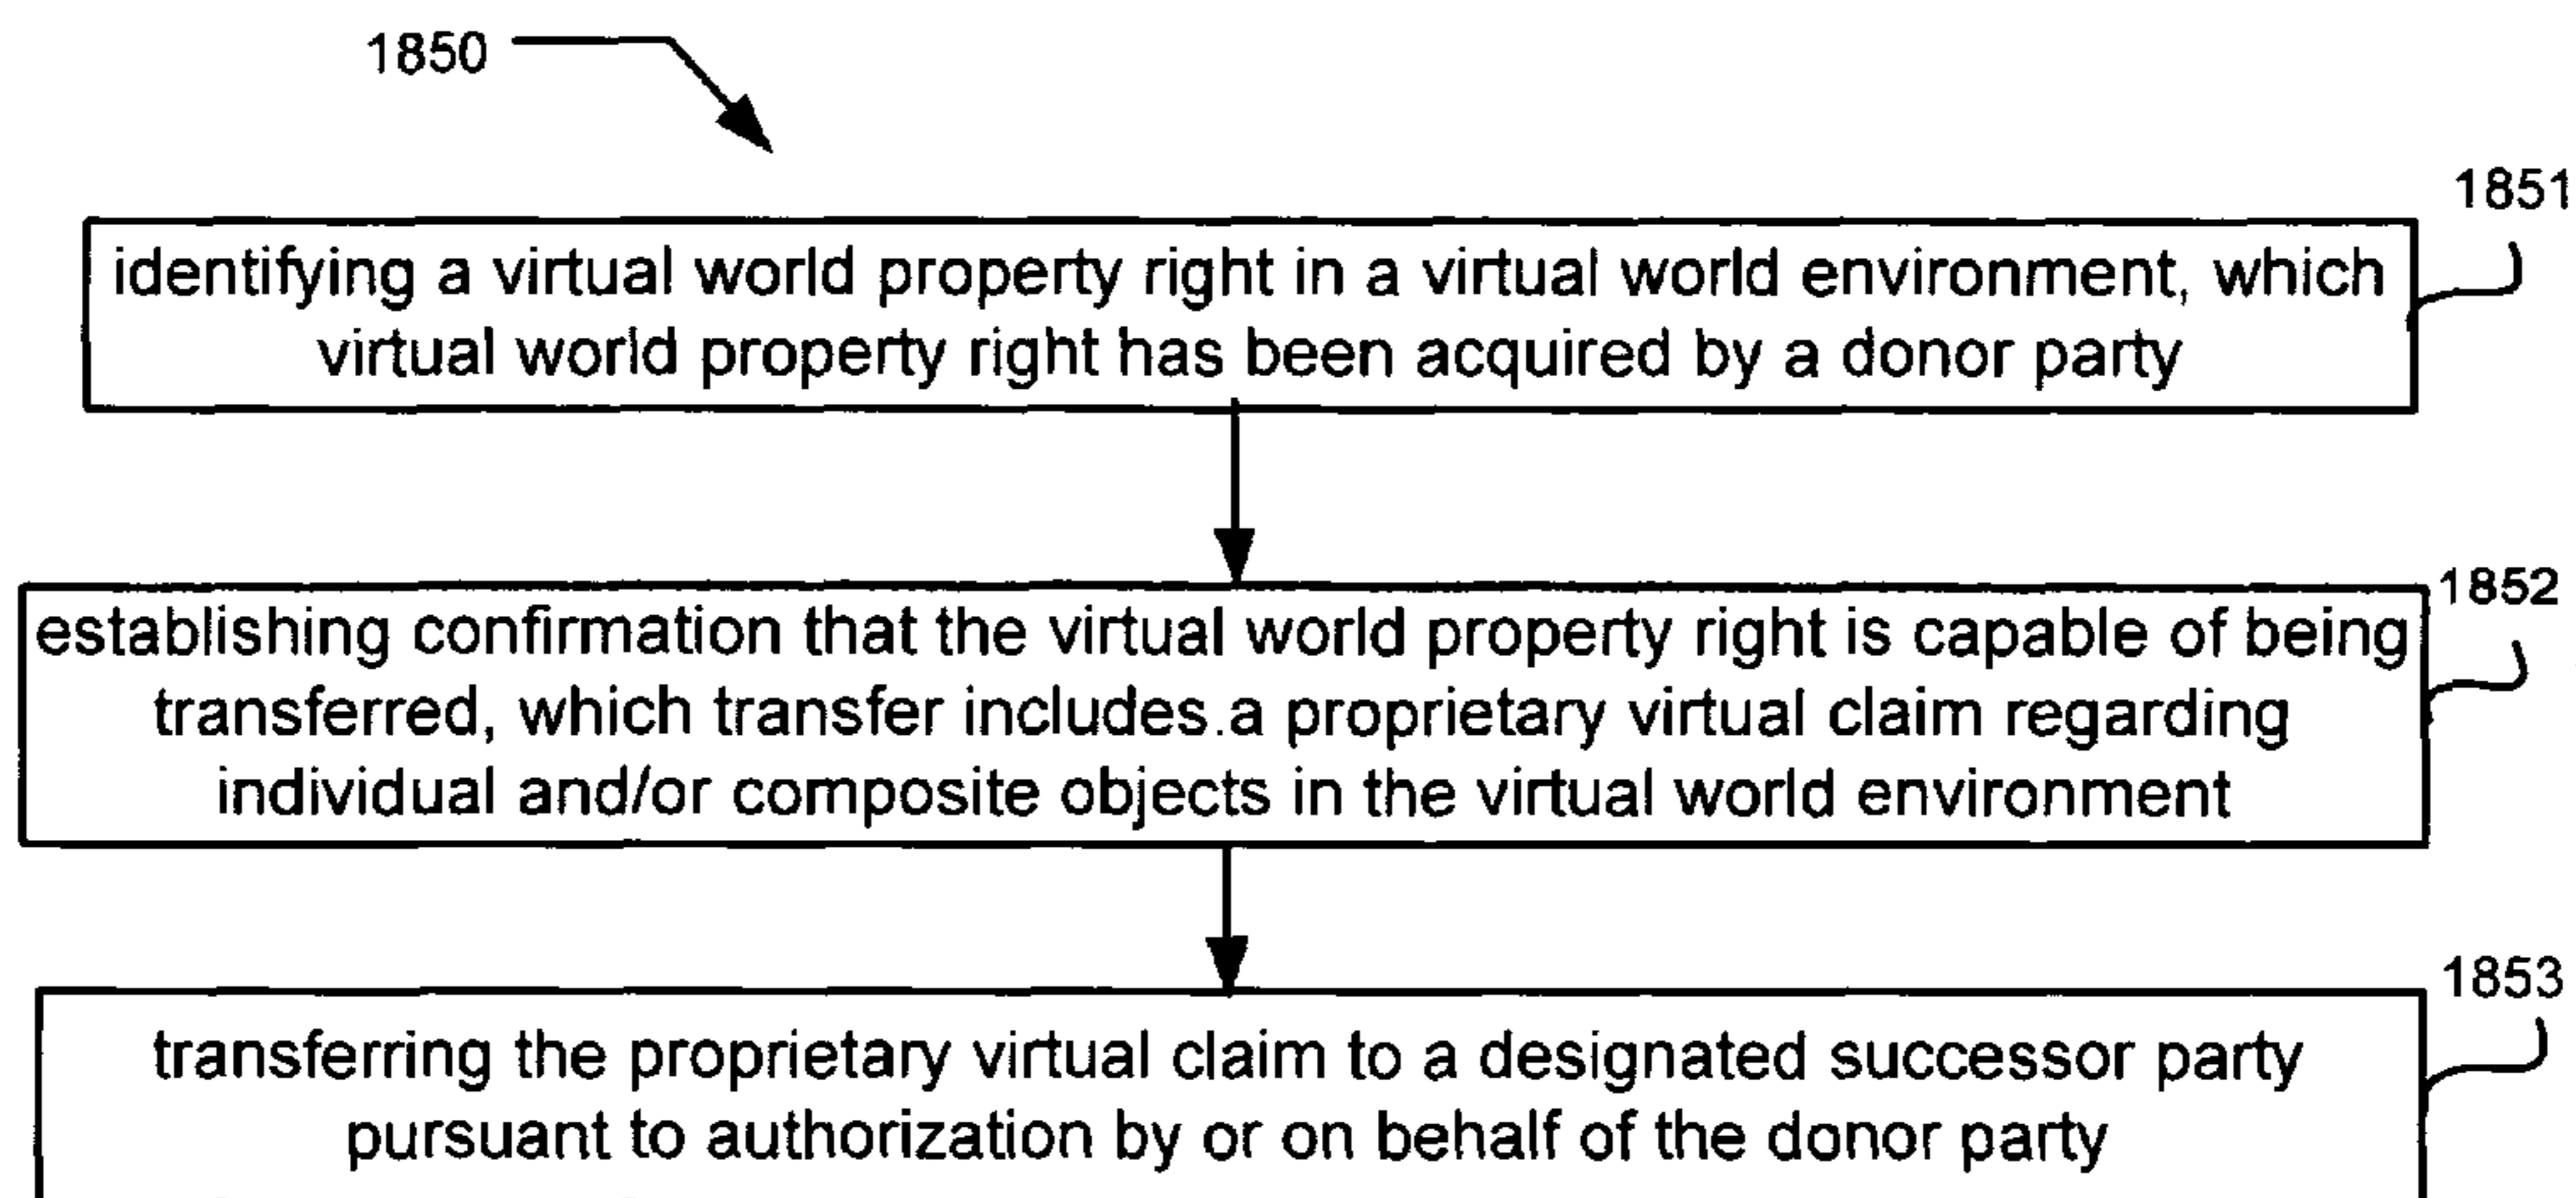 1850
1851
identifying a virtual world property right in a virtual world environment, which
virtual world property right has been acquired by a donor party
1852
establishing confirmation that the virtual world property right is capable of being
transferred, which transfer includes.a proprietary virtual claim regarding
individual and/or composite objects in the virtual world environment
1853
transferring the proprietary virtual claim to a designated successor party
pursuant to authorization by or on behalf of the donor party